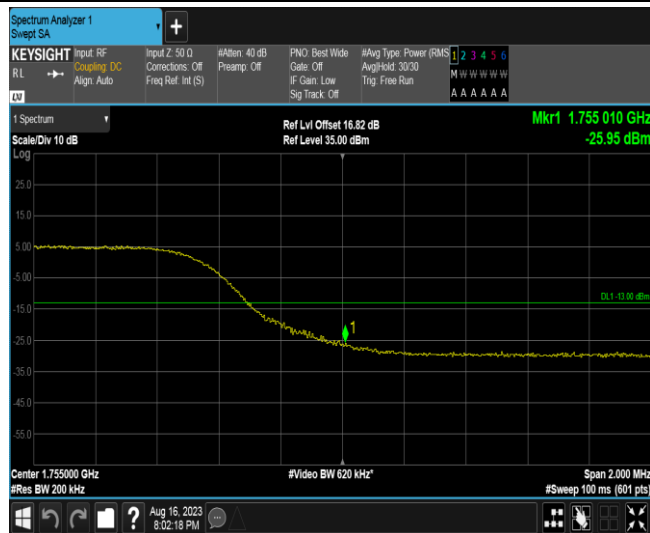 Spectrum Analyzer 1
Swept SA
+
KEYSIGHT
RL
LXI
Input: RF
Coupling: DC
Align: Auto
Input Z: 50 Ω
Corrections: Off
Freq Ref: Int (S)
#Atten: 40 dB
Preamp: Off
PNO: Best Wide
Gate: Off
IF Gain: Low
Sig Track: Off
#Avg Type: Power (RMS
Avg|Hold: 30/30
Trig: Free Run
1 2 3 4 5 6
M W W W W W
A A A A A A
1 Spectrum
Scale/Div 10 dB
Log
Ref Lvl Offset 16.82 dB
Ref Level 35.00 dBm
Mkr1 1.755 010 GHz
-25.95 dBm
25.0
15.0
5.00
-5.00
DL1 -13.00 dBm
-15.0
1
-25.0
-35.0
-45.0
-55.0
Center 1.755000 GHz
#Res BW 200 kHz
#Video BW 620 kHz*
Span 2.000 MHz
#Sweep 100 ms (601 pts)
?
Aug 16, 2023
8:02:18 PM